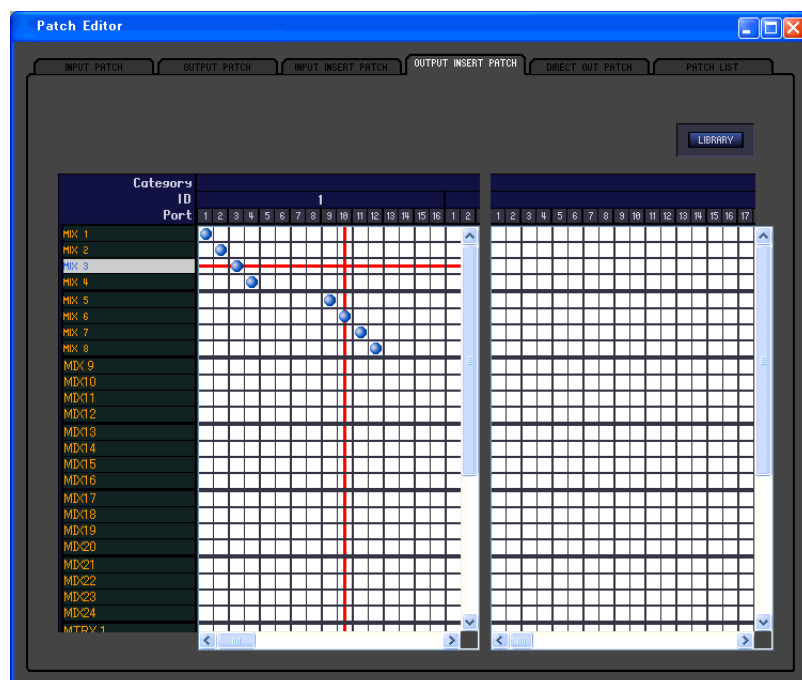 Patch Editor
INPUT PATCH OUTPUT PATCH INPUT INSERT PATCH OUTPUT INSERT PATCH DIRECT OUT PATCH PATCH LIST
LIBRARY
Category
ID 1
Port 1 2 3 4 5 6 7 8 9 10 11 12 13 14 15 16 1 2 1 2 3 4 5 6 7 8 9 10 11 12 13 14 15 16 17
MIX 1
MIX 2
MIX 3
MIX 4
MIX 5
MIX 6
MIX 7
MIX 8
MIX 9
MIX10
MIX11
MIX12
MIX13
MIX14
MIX15
MIX16
MIX17
MIX18
MIX19
MIX20
MIX21
MIX22
MIX23
MIX24
MTRX 1